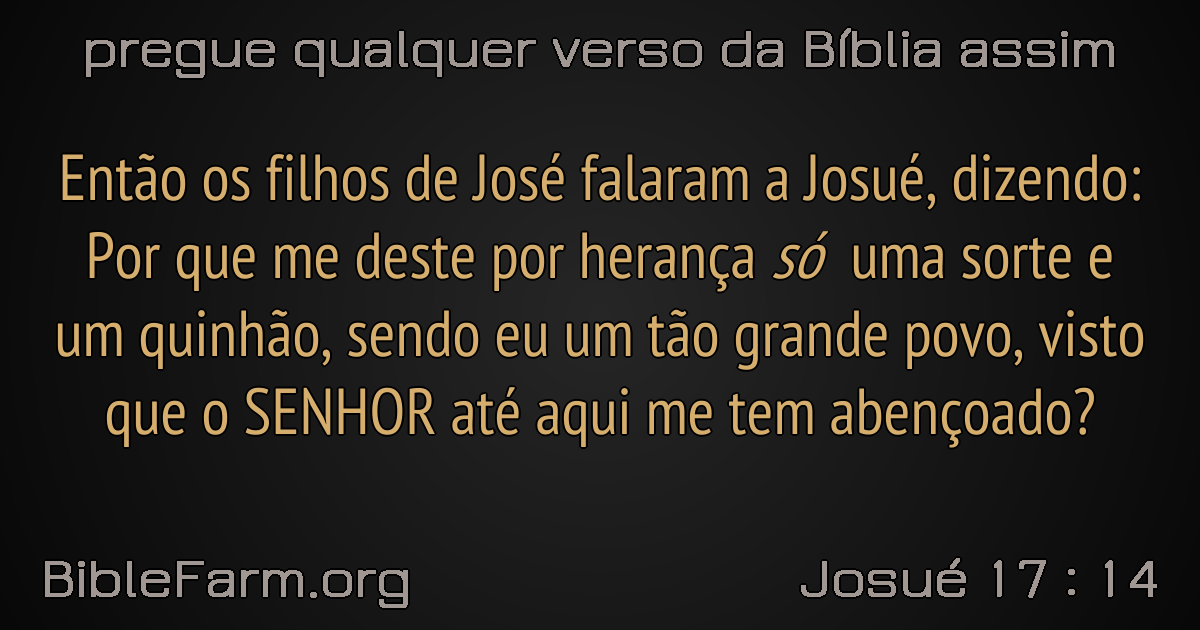 pregue qualquer verso da Bíblia assim
Então os filhos de José falaram a Josué, dizendo:
Por que me deste por herança só uma sorte e
um quinhão, sendo eu um tão grande povo, visto
que o SENHOR até aqui me tem abençoado?
BibleFarm.org
Josué 17 : 14